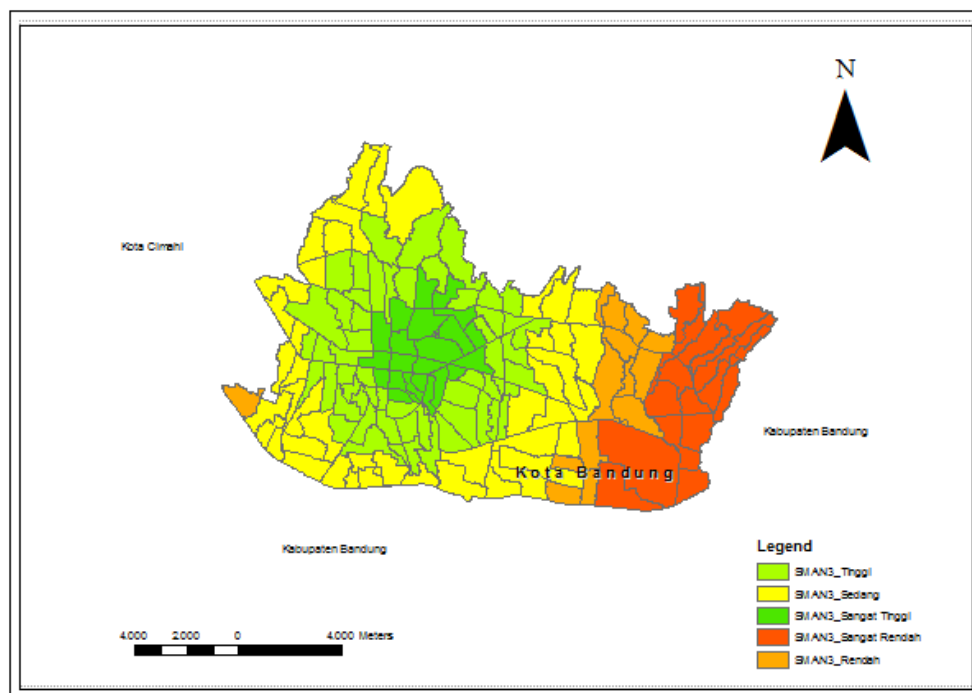 N
Kota Cimahi
Kabupaten Bandung
Kota Bandung
Kabupaten Bandung
Legend
SMAN3_Tinggi
SMAN3_Sedang
SMAN3_Sangat Tinggi
SMAN3_Sangat Rendah
SMAN3_Rendah
4.000 2.000 0 4.000 Meters